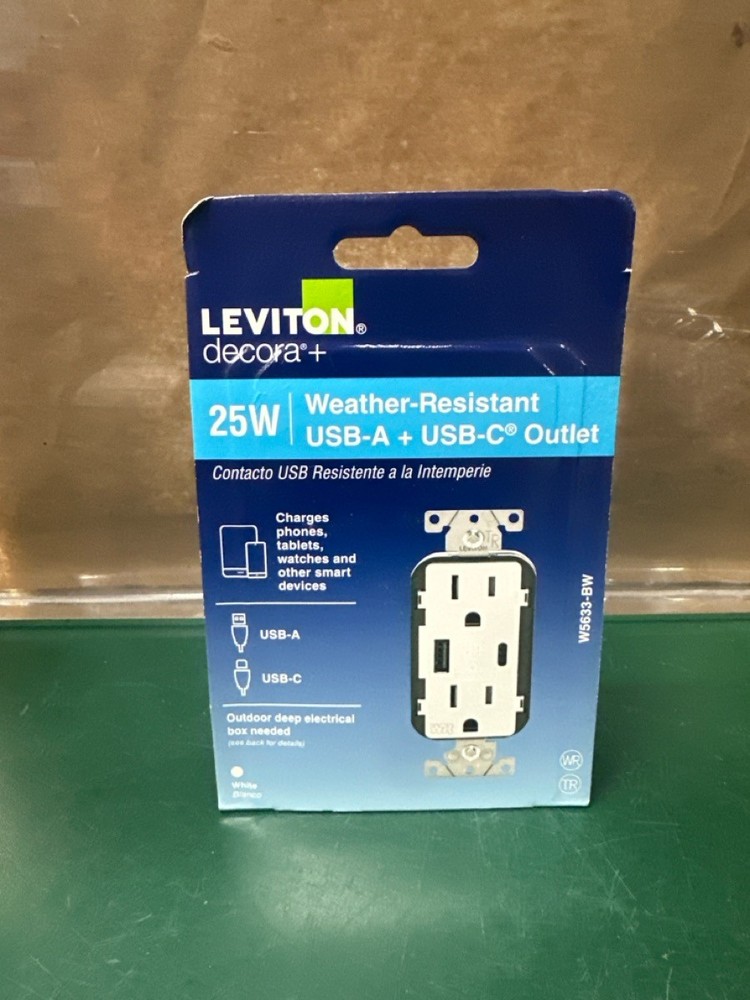 LEVITON®
decora®+
25W
Weather-Resistant
USB-A + USB-C® Outlet
Contacto USB Resistente a la Intemperie
Charges
phones,
tablets,
watches and
other smart
devices
USB-A
USB-C
Outdoor deep electrical
box needed
(see back for details)
White
Blanco
TR
LEVITON
W5633-BW
WR
TR